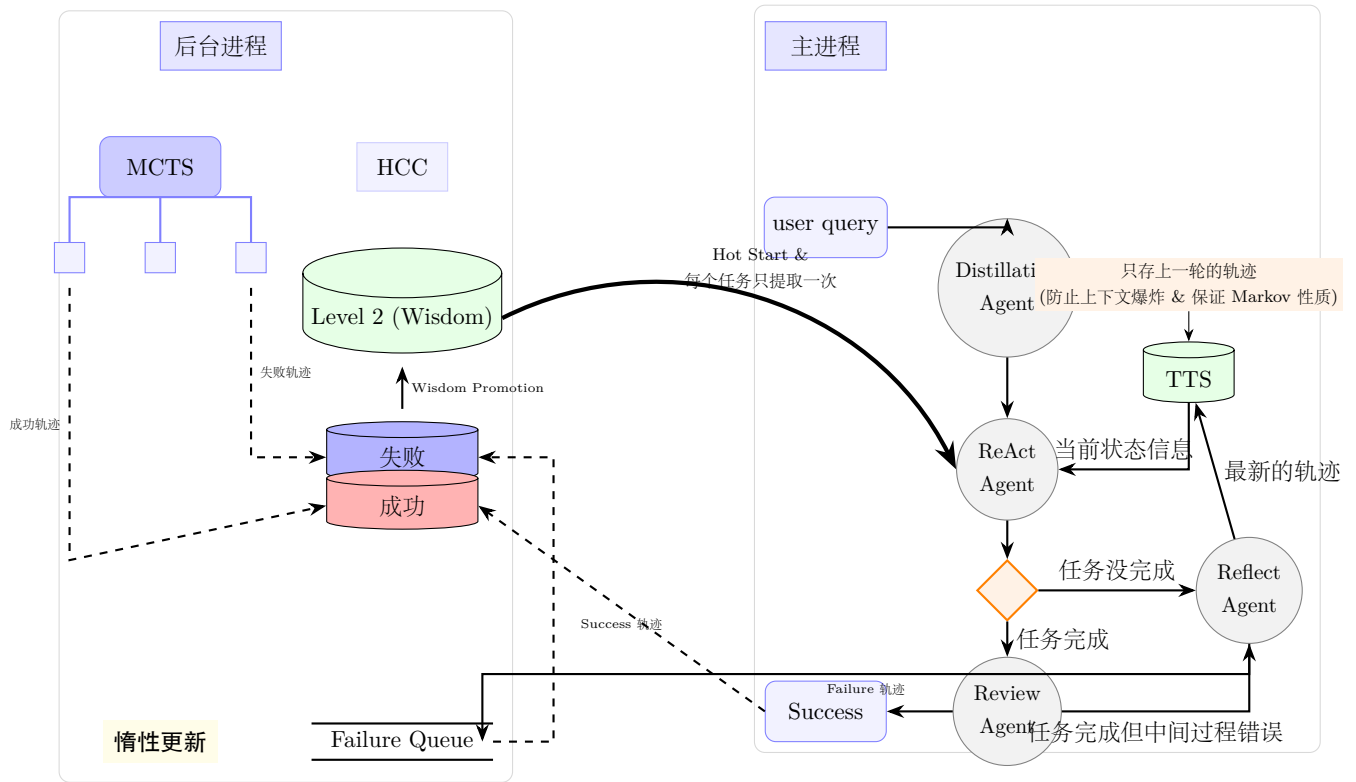 后台进程
主进程
MCTS
HCC
user query
Hot Start &
每个任务只提取一次
Distillati
Agent
只存上一轮的轨迹
(防止上下文爆炸 & 保证 Markov 性质)
Level 2 (Wisdom)
TTS
失败轨迹
Wisdom Promotion
成功轨迹
失败
成功
ReAct
Agent
当前状态信息
最新的轨迹
任务没完成
Reflect
Agent
Success 轨迹
任务完成
Failure 轨迹
Review
Agent
Success
任务完成但中间过程错误
惰性更新
Failure Queue